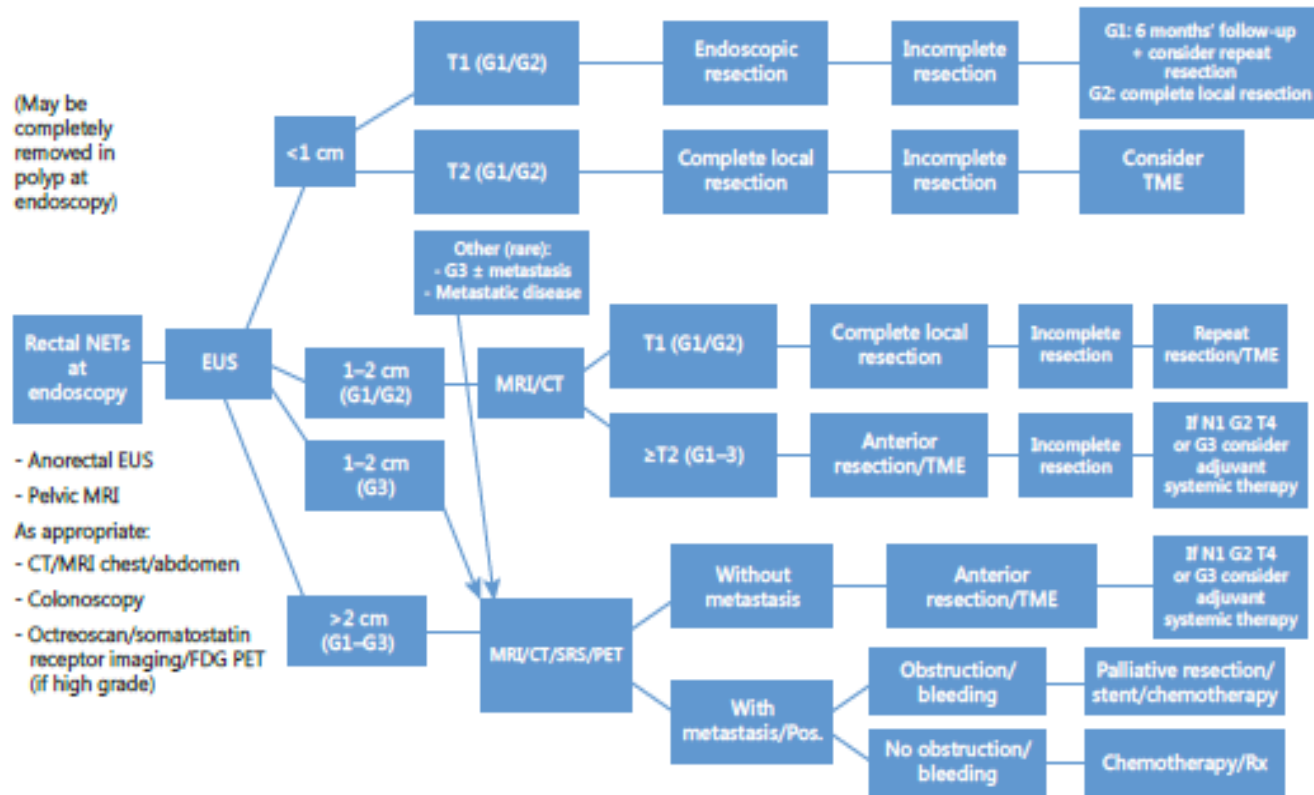 (May be
completely
removed in
polyp at
endoscopy)
<1 cm
T1 (G1/G2)
Endoscopic
resection
Incomplete
resection
G1: 6 months' follow-up
+ consider repeat
resection
G2: complete local resection
T2 (G1/G2)
Complete local
resection
Incomplete
resection
Consider
TME
Other (rare):
- G3 ± metastasis
- Metastatic disease
Rectal NETs
at
endoscopy
EUS
1–2 cm
(G1/G2)
MRI/CT
T1 (G1/G2)
Complete local
resection
Incomplete
resection
Repeat
resection/TME
≥T2 (G1–3)
Anterior
resection/TME
Incomplete
resection
If N1 G2 T4
or G3 consider
adjuvant
systemic therapy
1–2 cm
(G3)
- Anorectal EUS
- Pelvic MRI
As appropriate:
- CT/MRI chest/abdomen
- Colonoscopy
- Octreoscan/somatostatin
receptor imaging/FDG PET
(if high grade)
>2 cm
(G1–G3)
MRI/CT/SRS/PET
Without
metastasis
Anterior
resection/TME
If N1 G2 T4
or G3 consider
adjuvant
systemic therapy
With
metastasis/Pos.
Obstruction/
bleeding
Palliative resection/
stent/chemotherapy
No obstruction/
bleeding
Chemotherapy/Rx